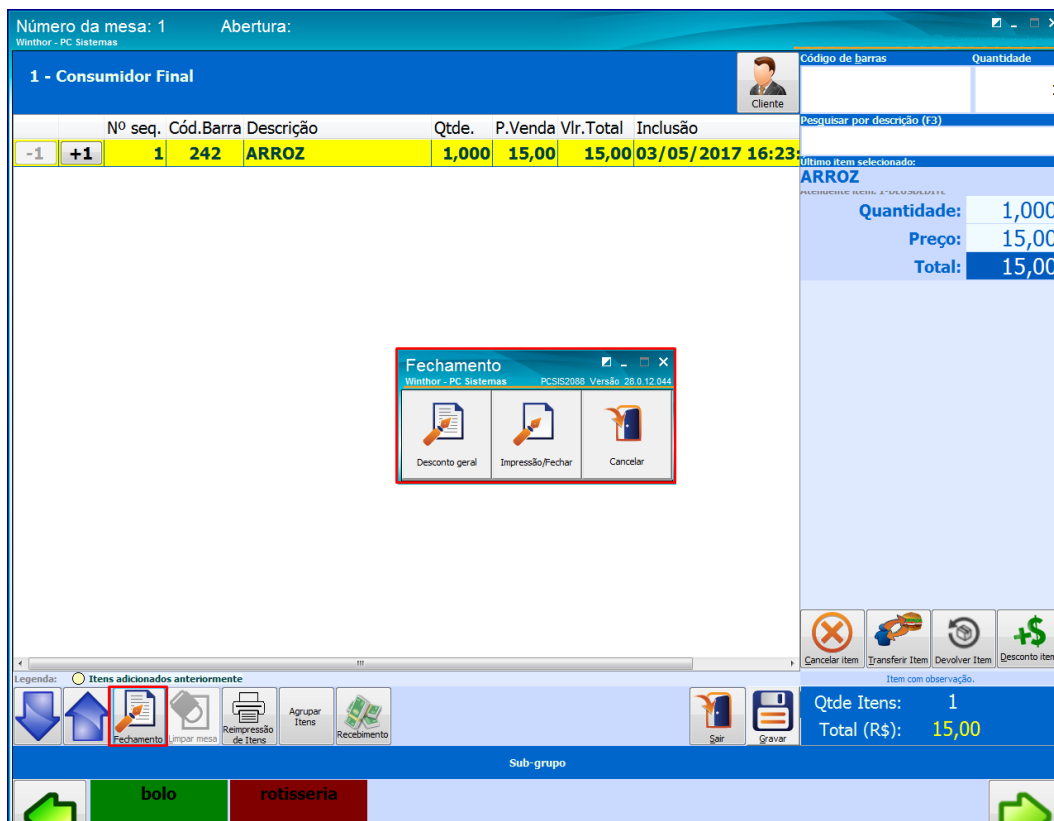 Número da mesa: 1 Abertura:
Winthor - PC Sistemas
1 - Consumidor Final
Cliente
Código de barras Quantidade
Pesquisar por descrição (F3)
Nº seq. Cód.Barra Descrição Qtde. P.Venda Vlr.Total Inclusão
-1 +1 1 242 ARROZ 1,000 15,00 15,00 03/05/2017 16:23:
Último item selecionado:
ARROZ
Quantidade: 1,000
Preço: 15,00
Total: 15,00
Fechamento
Winthor - PC Sistemas PCSIS2088 Versão 28.0.12.044
Desconto geral Impressão/Fechar Cancelar
Cancelar item Transferir Item Devolver Item Desconto item
Legenda: Itens adicionados anteriormente
Item com observação.
Fechamento Limpar mesa Reimpressão de Itens Agrupar Itens Recebimento Sair Gravar
Qtde Itens: 1
Total (R$): 15,00
Sub-grupo
bolo rotisseria